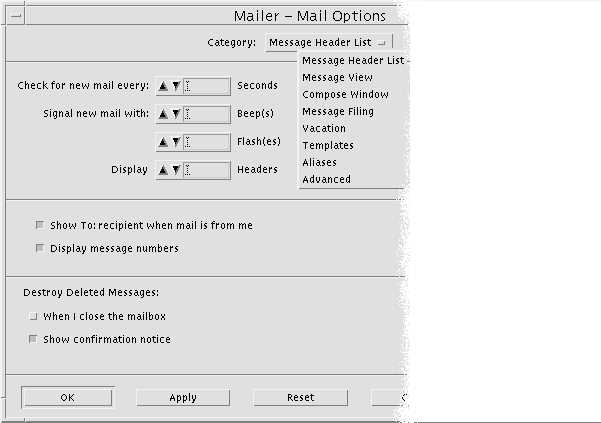 Mailer – Mail Options
Category: Message Header List
Message Header List
Message View
Compose Window
Message Filing
Vacation
Templates
Aliases
Advanced
Check for new mail every: Seconds
Signal new mail with: Beep(s)
Flash(es)
Display Headers
Show To: recipient when mail is from me
Display message numbers
Destroy Deleted Messages:
When I close the mailbox
Show confirmation notice
OK Apply Reset